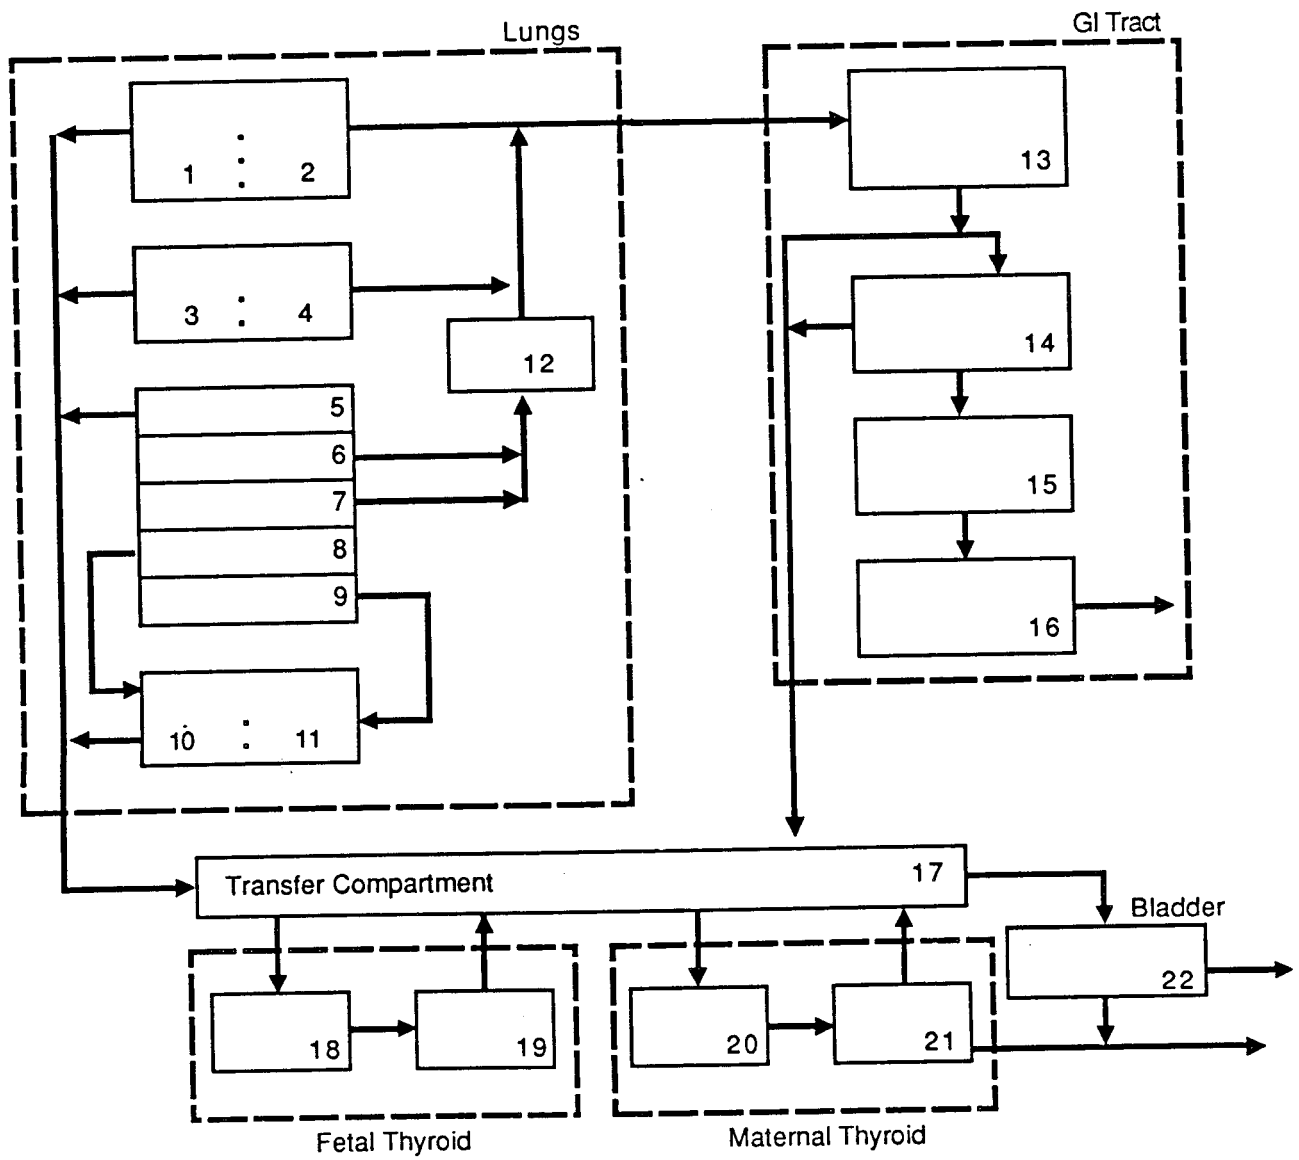 Lungs
GI Tract
1 : 2
13
3 : 4
12
14
5
6
7
15
8
9
16
10 : 11
Transfer Compartment 17
Bladder
22
18
19
20
21
Fetal Thyroid
Maternal Thyroid